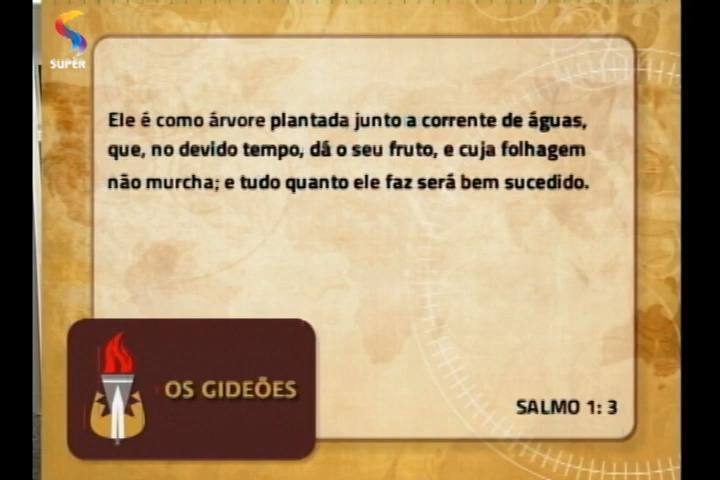 SUPER
Ele é como árvore plantada junto a corrente de águas,
que, no devido tempo, dá o seu fruto, e cuja folhagem
não murcha; e tudo quanto ele faz será bem sucedido.
OS GIDEÕES
SALMO 1: 3